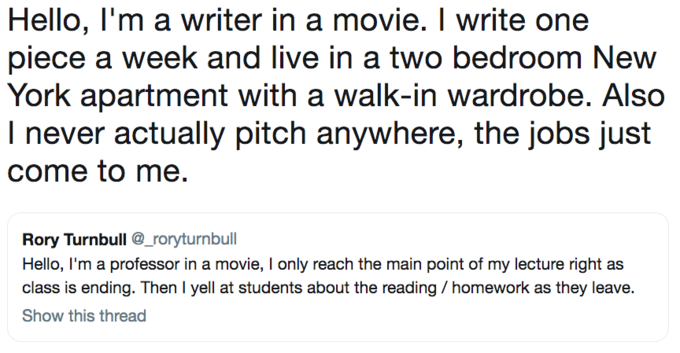 Hello, I'm a writer in a movie. I write one
piece a week and live in a two bedroom New
York apartment with a walk-in wardrobe. Also
I never actually pitch anywhere, the jobs just
come to me.
Rory Turnbull @_roryturnbull
Hello, I'm a professor in a movie, I only reach the main point of my lecture right as
class is ending. Then I yell at students about the reading / homework as they leave.
Show this thread